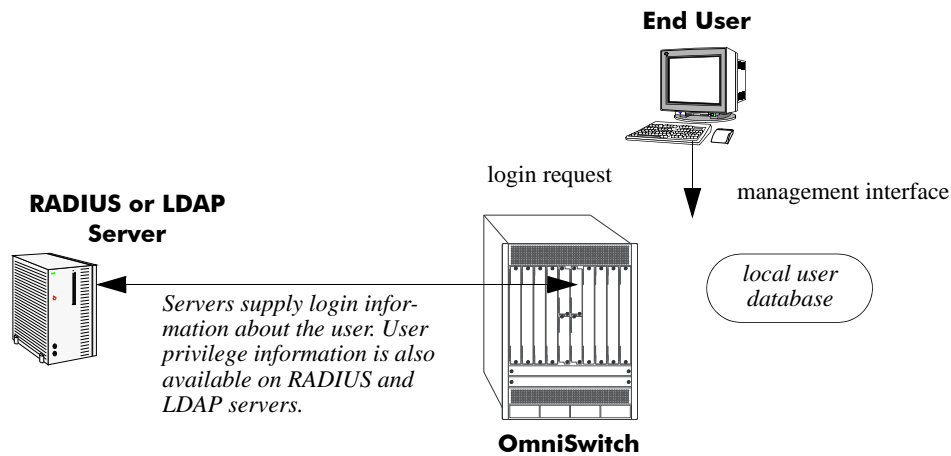 End User
login request
management interface
RADIUS or LDAP
Server
local user
database
Servers supply login infor-
mation about the user. User
privilege information is also
available on RADIUS and
LDAP servers.
OmniSwitch